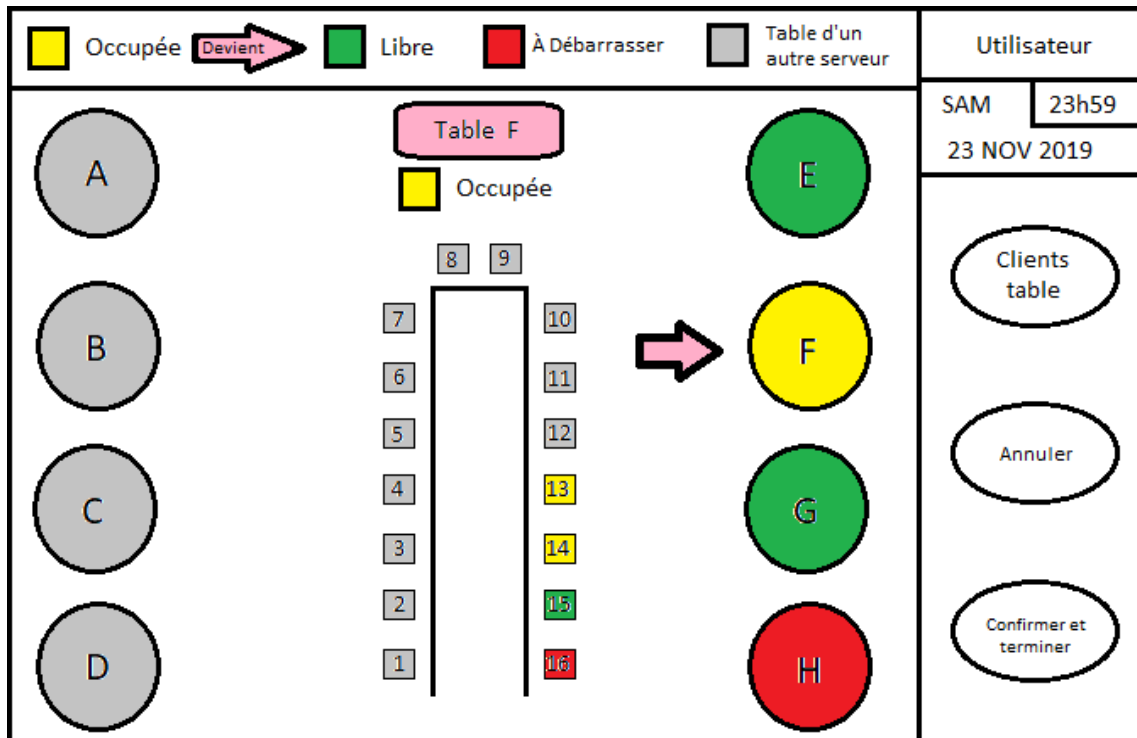 Occupée
Devient
Libre
À Débarrasser
Table d'un
autre serveur
Utilisateur
SAM
23h59
23 NOV 2019
Table F
Occupée
A
B
C
D
8 9
7
6
5
4
3
2
1
10
11
12
13
14
15
16
E
F
G
H
Clients
table
Annuler
Confirmer et
terminer